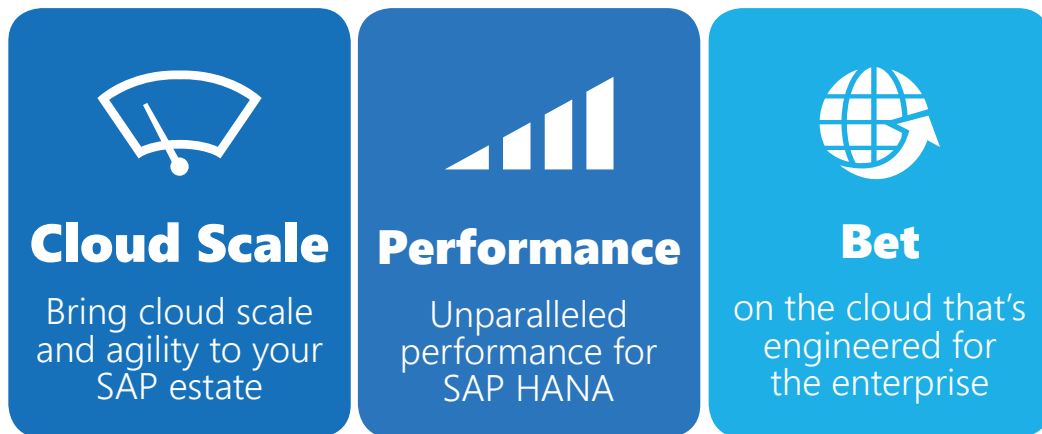 Cloud Scale
Bring cloud scale
and agility to your
SAP estate
Performance
Unparalleled
performance for
SAP HANA
Bet
on the cloud that's
engineered for
the enterprise